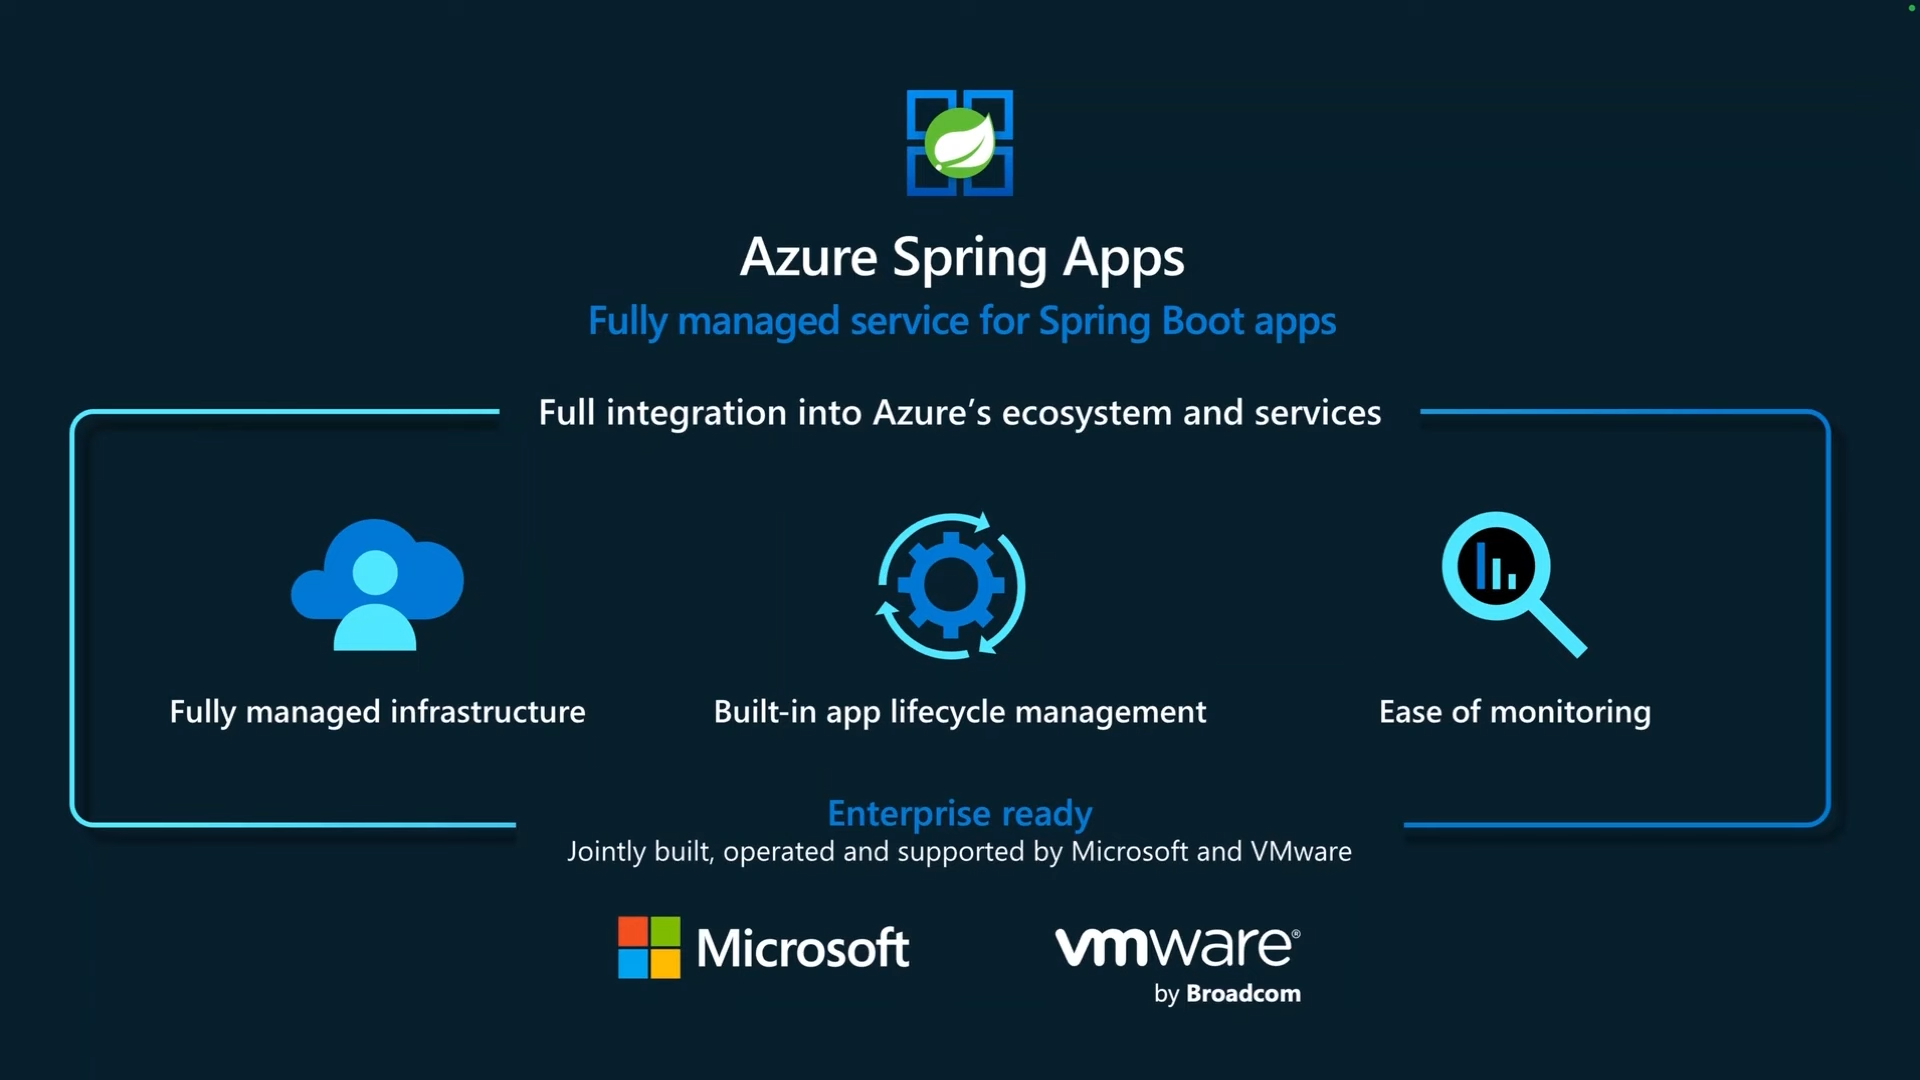 Azure Spring Apps
Fully managed service for Spring Boot apps
Full integration into Azure’s ecosystem and services
Fully managed infrastructure
Built-in app lifecycle management
Ease of monitoring
Enterprise ready
Jointly built, operated and supported by Microsoft and VMware
Microsoft
vmware®
by Broadcom